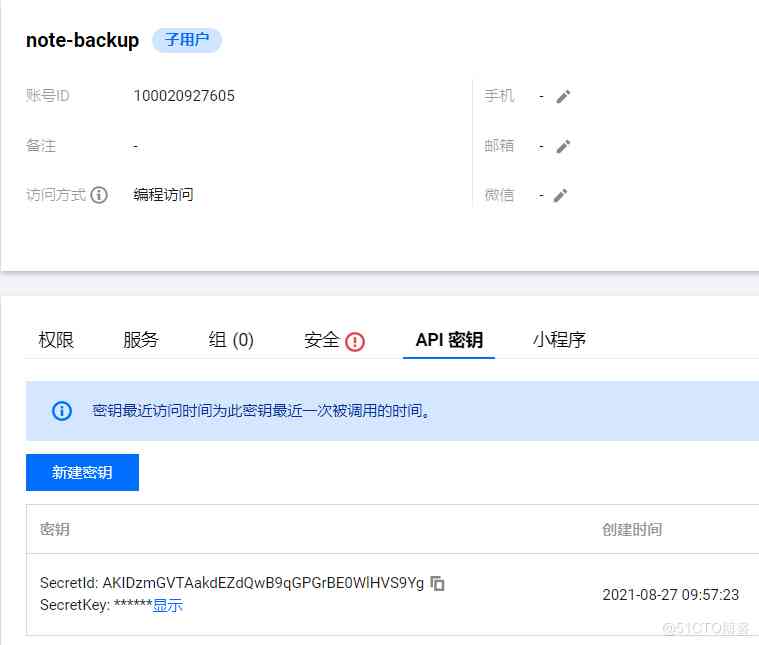 note-backup 子用户
账号ID 100020927605
手机 -
备注 -
邮箱 -
访问方式 编程访问
微信 -
权限 服务 组 (0) 安全 API 密钥 小程序
密钥最近访问时间为此密钥最近一次被调用的时间。
新建密钥
密钥 创建时间
SecretId: AKIDzmGVTAakdEZdQwB9qGPGrBE0WlHVS9Yg
SecretKey: ******显示
2021-08-27 09:57:23
@51CTO博客